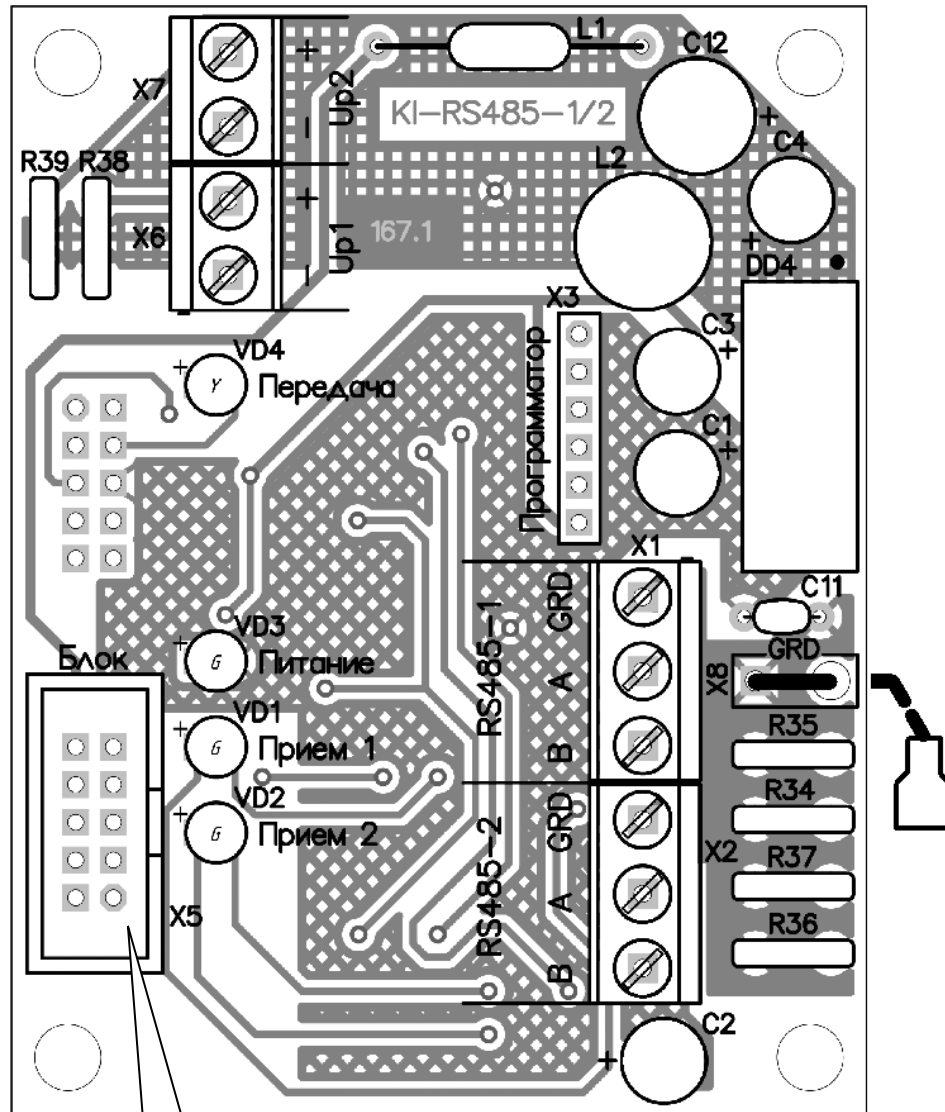 L1
C12
X7
+
Up2
−
KI-RS485-1/2
+
R39
R38
L2
C4
X6
+
Up1
−
167.1
+
DD4
X3
C3
+
VD4
+
Y
Передача
Программатор
C1
+
X1
GRD
A
B
RS485-1
C11
GRD
X8
VD3
+
G
Питание
Блок
VD1
+
G
Прием 1
R35
VD2
+
G
Прием 2
R34
GRD
A
B
RS485-2
X2
R37
X5
R36
C2
+